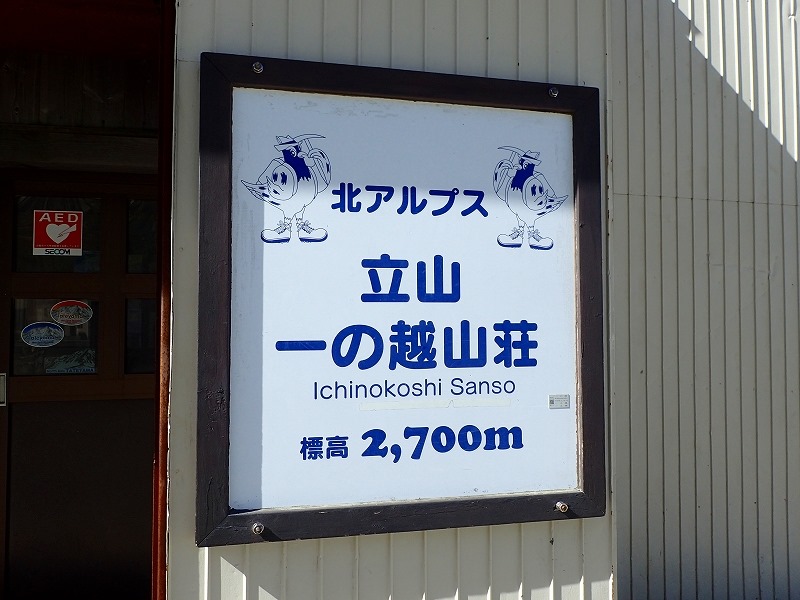 北アルプス
立山
一の越山荘
Ichinokoshi Sanso
標高 2,700m
AED
SECOM